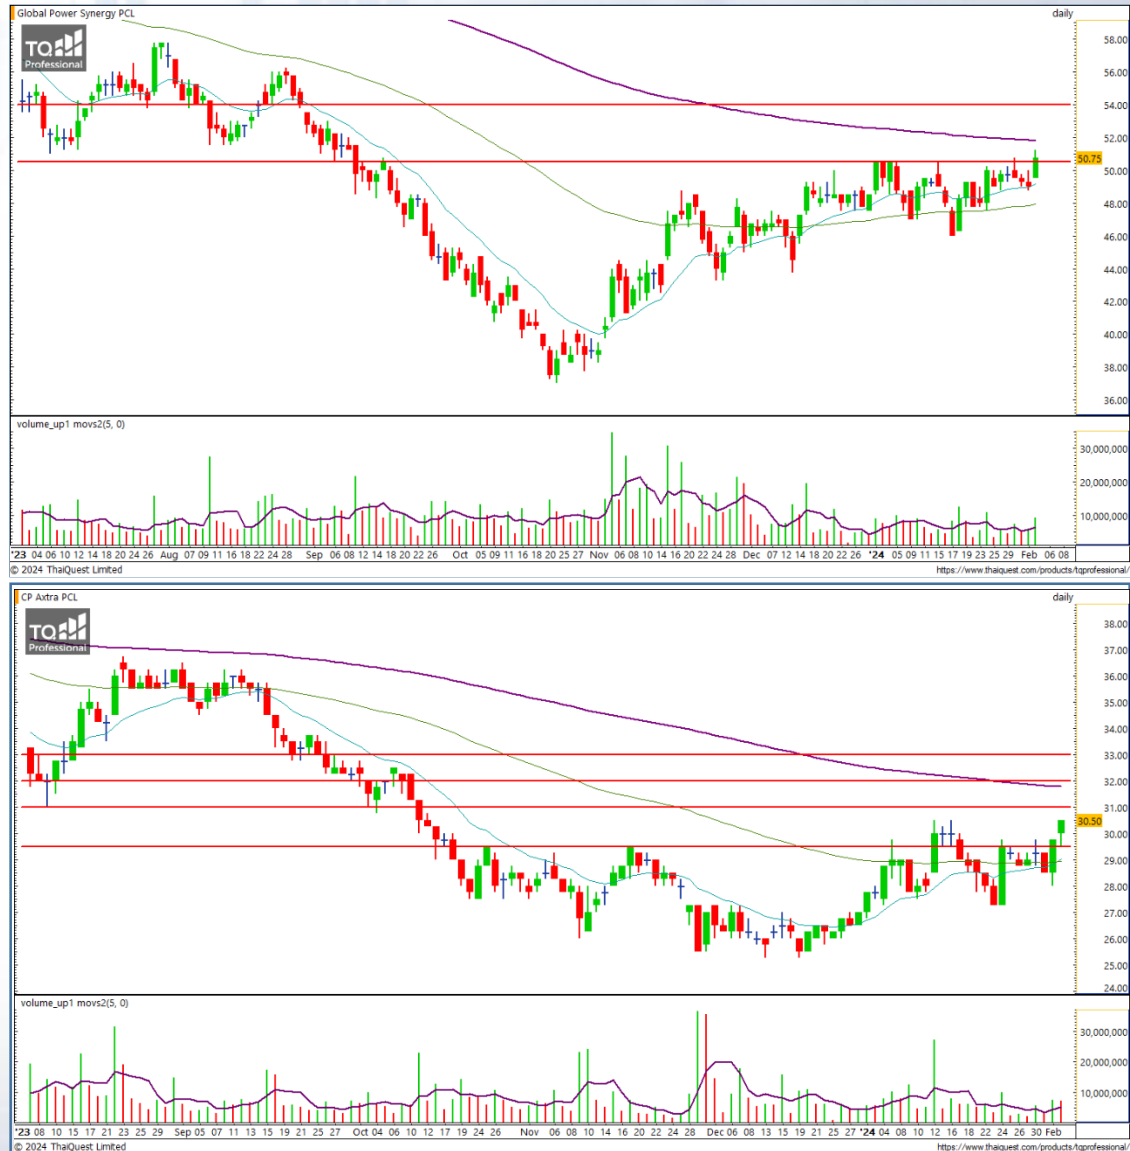 Global Power Synergy PCL daily
TQ
Professional
58.00
56.00
54.00
52.00
50.75
50.00
48.00
46.00
44.00
42.00
40.00
38.00
36.00
volume_up1 movs2(5, 0)
30,000,000
20,000,000
10,000,000
'23 04 06 10 12 14 18 20 24 26 Aug 07 09 11 16 18 22 24 28 Sep 06 08 12 14 18 20 22 26 Oct 05 09 11 16 18 20 25 27 Nov 06 08 10 14 16 20 22 24 28 Dec 07 12 14 18 20 22 26 '24 05 09 11 15 17 19 23 25 29 Feb 06 08
© 2024 ThaiQuest Limited https://www.thaiquest.com/products/tqprofessional/
CP Axtra PCL daily
TQ
Professional
38.00
37.00
36.00
35.00
34.00
33.00
32.00
31.00
30.50
30.00
29.00
28.00
27.00
26.00
25.00
24.00
volume_up1 movs2(5, 0)
30,000,000
20,000,000
10,000,000
'23 08 10 15 17 21 23 25 29 Sep 05 07 11 13 15 19 21 25 27 Oct 04 06 10 12 17 19 24 26 Nov 06 08 10 14 16 20 22 24 28 Dec 06 08 13 15 19 21 25 27 '24 04 08 10 12 16 18 22 24 26 30 Feb
© 2024 ThaiQuest Limited https://www.thaiquest.com/products/tqprofessional/